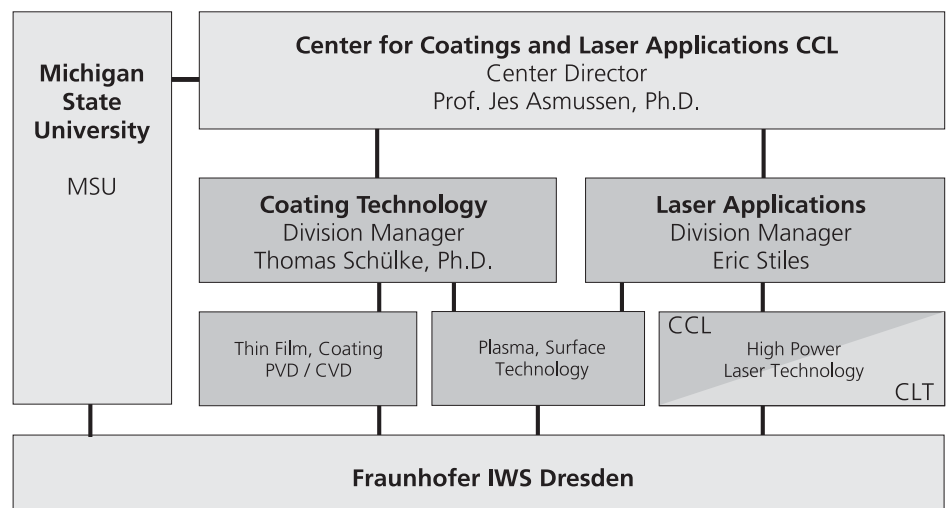 Michigan
State
University
MSU
Center for Coatings and Laser Applications CCL
Center Director
Prof. Jes Asmussen, Ph.D.
Coating Technology
Division Manager
Thomas Schülke, Ph.D.
Laser Applications
Division Manager
Eric Stiles
Thin Film, Coating
PVD / CVD
Plasma, Surface
Technology
CCL
High Power
Laser Technology
CLT
Fraunhofer IWS Dresden